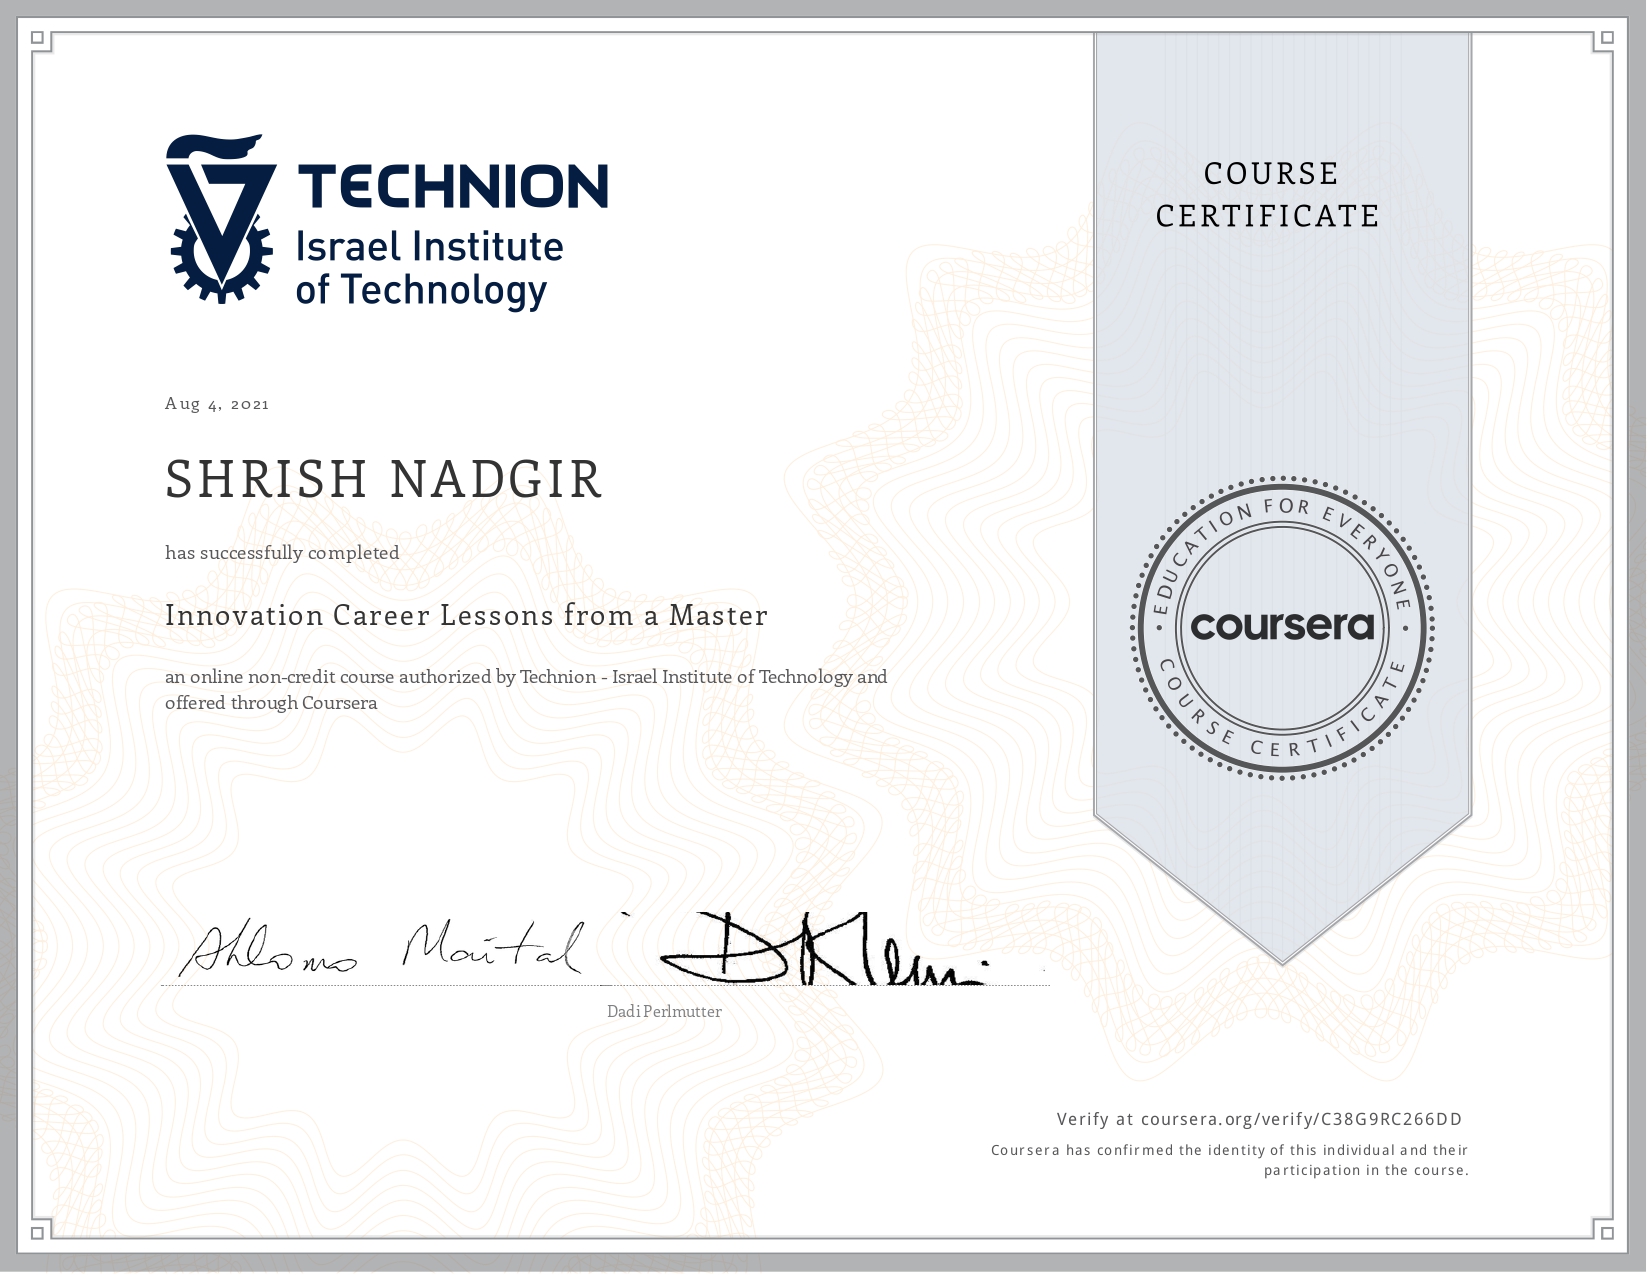 TECHNION
Israel Institute
of Technology
COURSE
CERTIFICATE
Aug 4, 2021
SHRISH NADGIR
has successfully completed
Innovation Career Lessons from a Master
an online non-credit course authorized by Technion - Israel Institute of Technology and
offered through Coursera
EDUCATION FOR EVERYONE
coursera
COURSE CERTIFICATE
Shlomo Maital
Dadi Perlmutter
Verify at coursera.org/verify/C38G9RC266DD
Coursera has confirmed the identity of this individual and their
participation in the course.